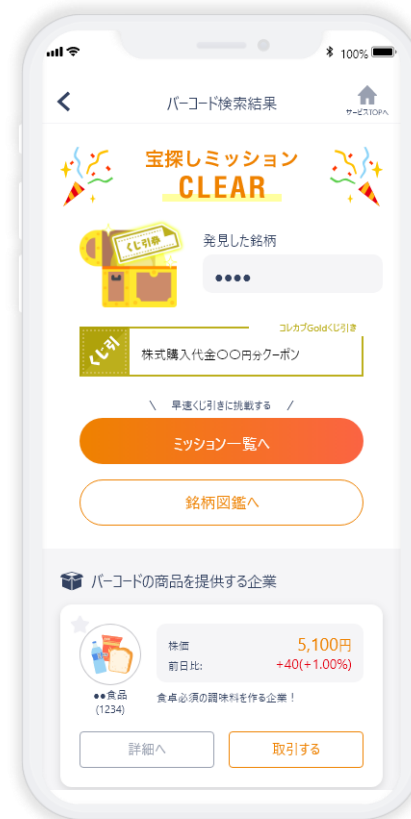 100%
バーコード検索結果
サービスTOPへ
宝探しミッション
CLEAR
くじ引券
発見した銘柄
●●●●
コレカブGoldくじ引き
くじ引
株式購入代金〇〇円分クーポン
\ 早速くじ引きに挑戦する /
ミッション一覧へ
銘柄図鑑へ
バーコードの商品を提供する企業
株価 5,100円
前日比: +40(+1.00%)
●●食品
(1234)
食卓必須の調味料を作る企業!
詳細へ
取引する